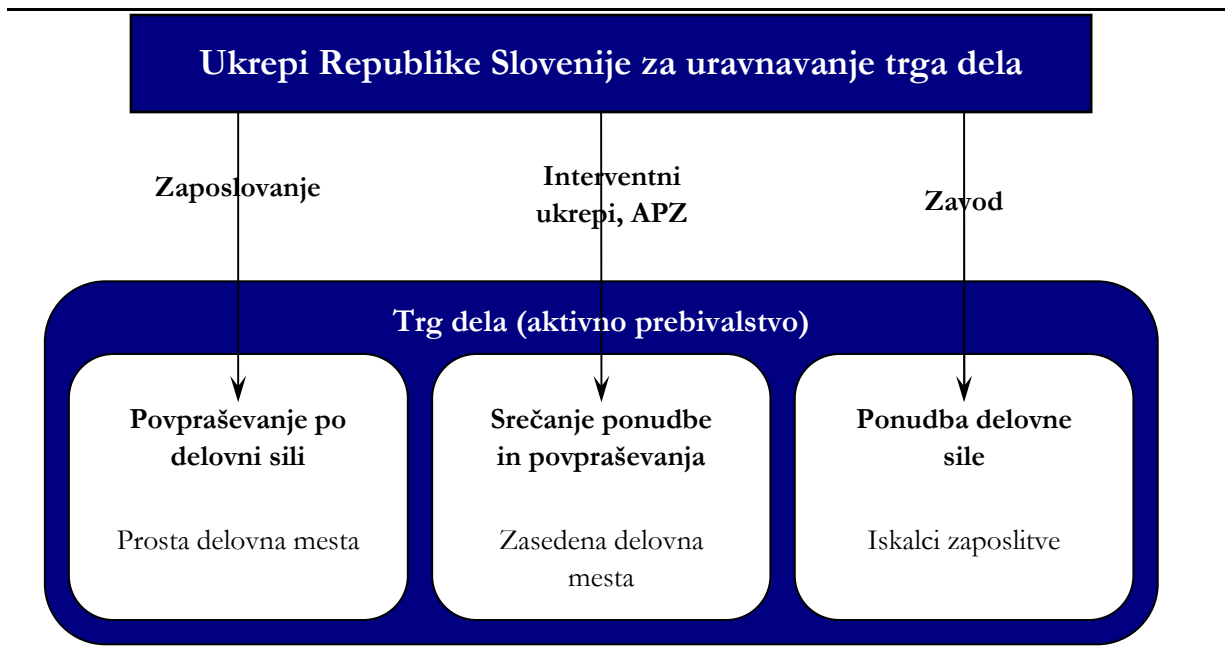 Ukrepi Republike Slovenije za uravnavanje trga dela
Zaposlovanje
Interventni
ukrepi, APZ
Zavod
Trg dela (aktivno prebivalstvo)
Povpraševanje po
delovni sili
Prosta delovna mesta
Srečanje ponudbe
in povpraševanja
Zasedena delovna
mesta
Ponudba delovne
sile
Iskalci zaposlitve